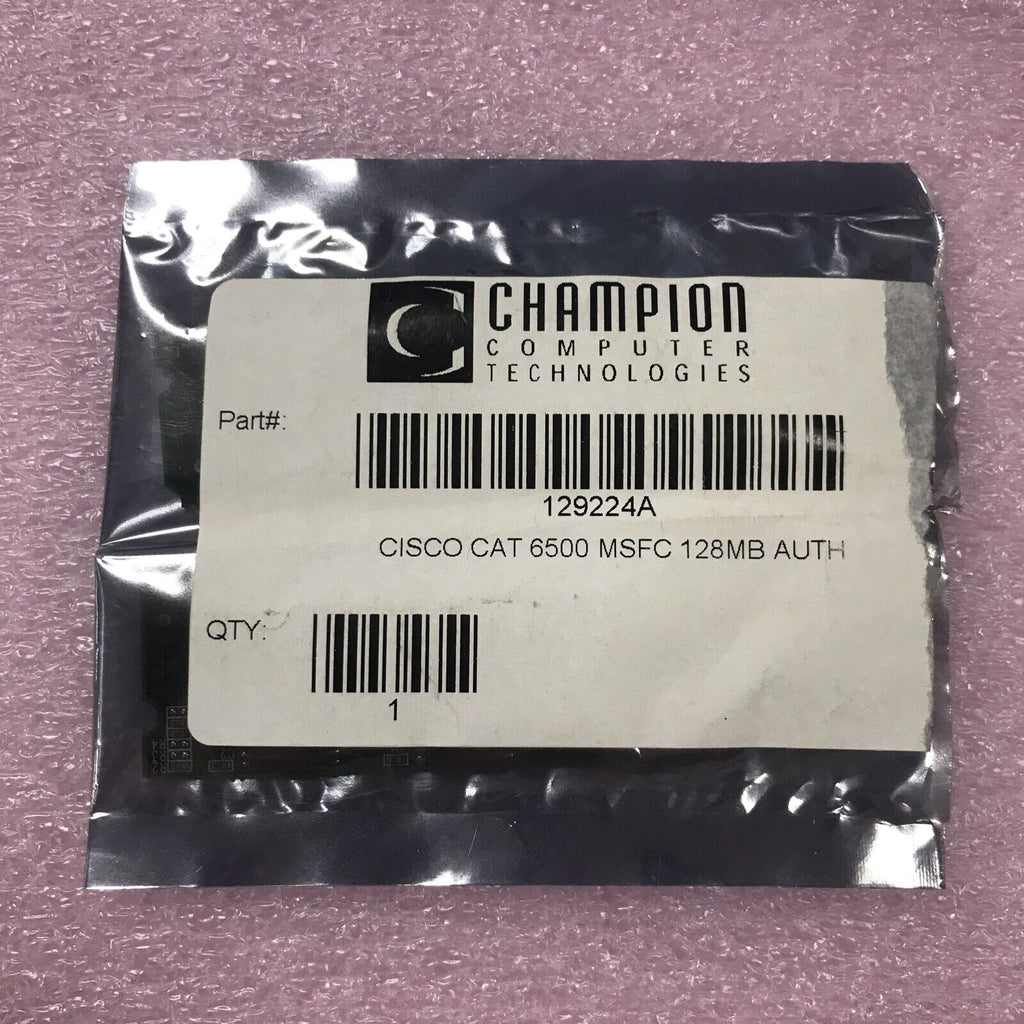 CHAMPION
COMPUTER
TECHNOLOGIES
Part#:
129224A
CISCO CAT 6500 MSFC 128MB AUTH
QTY:
1